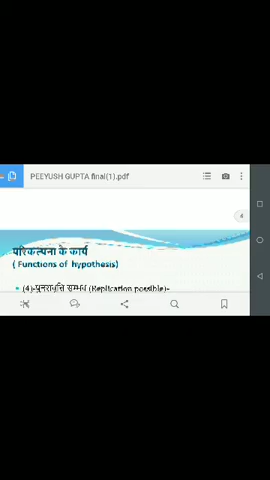 PEEYUSH GUPTA final(1).pdf
4
परिकल्पना के कार्य
( Functions of hypothesis)
(4)-पुनरावृत्ति सम्भव (Replication possible)-